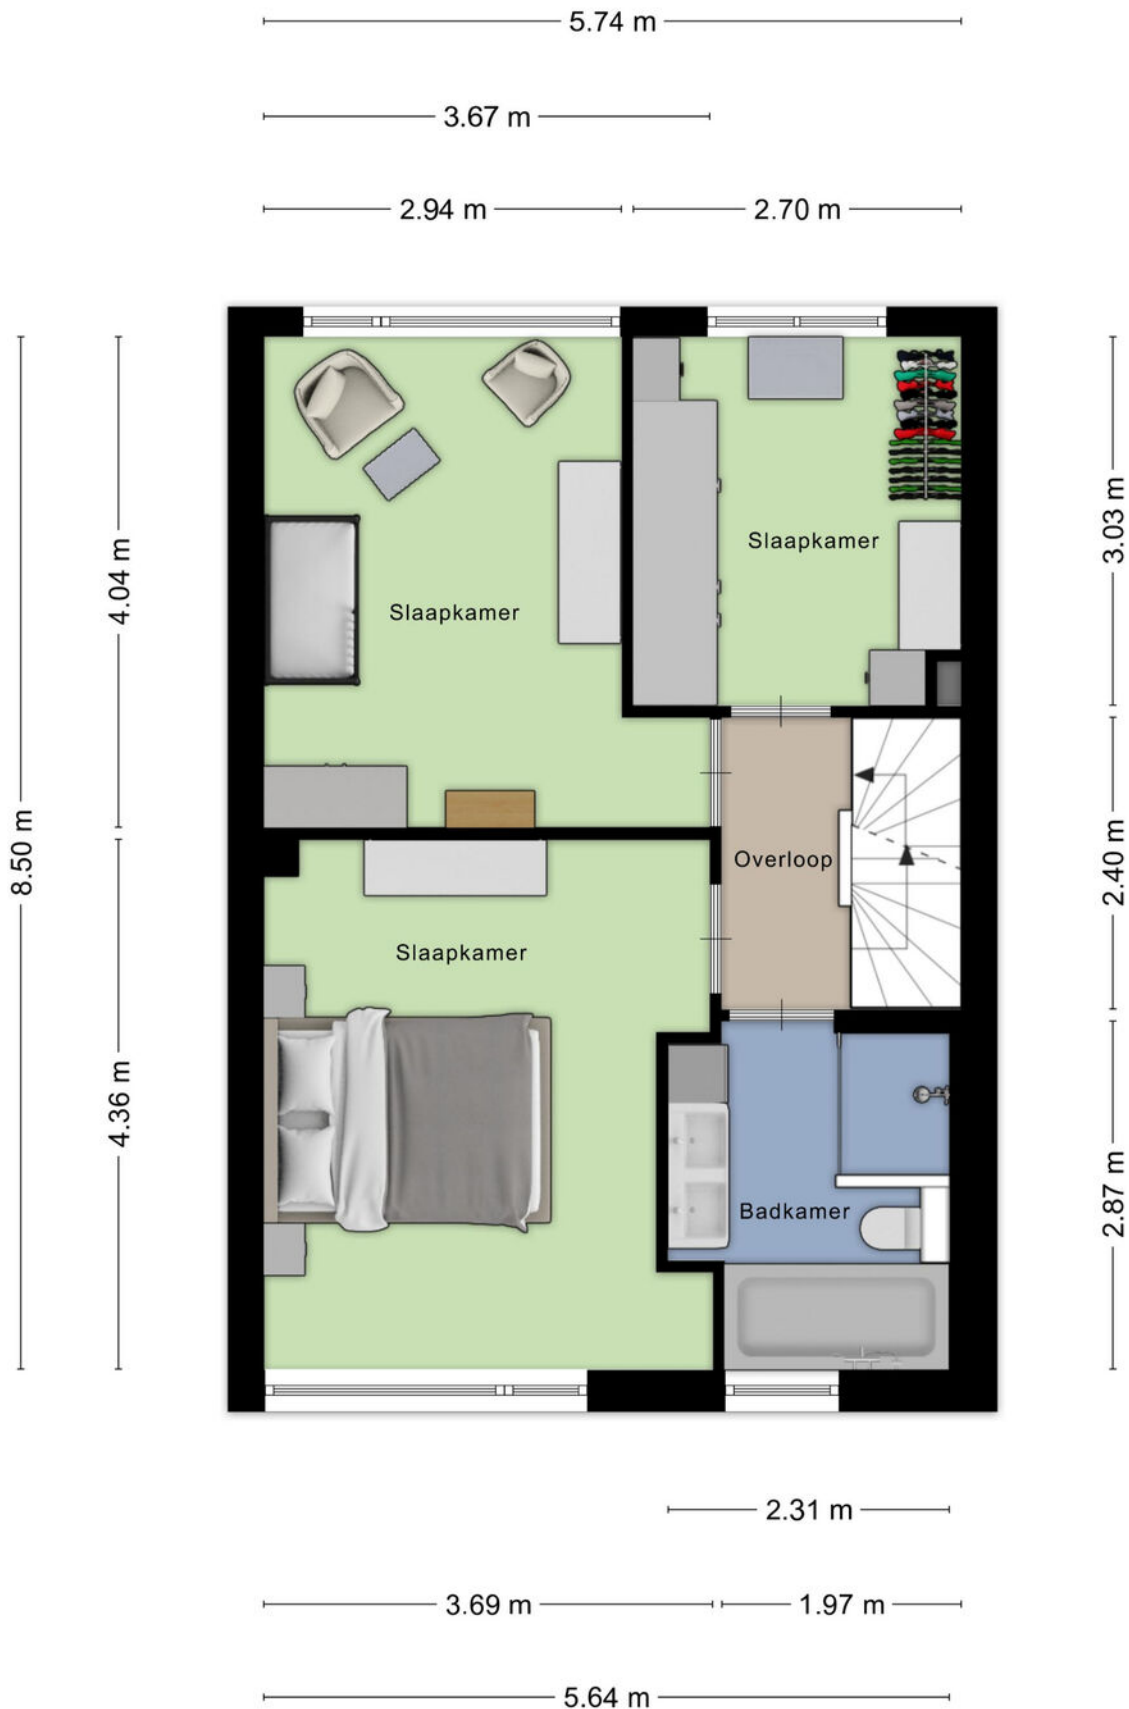 5.74 m
3.67 m
2.94 m
2.70 m
Slaapkamer
3.03 m
4.04 m
Slaapkamer
8.50 m
Overloop
2.40 m
Slaapkamer
4.36 m
Badkamer
2.87 m
2.31 m
3.69 m
1.97 m
5.64 m